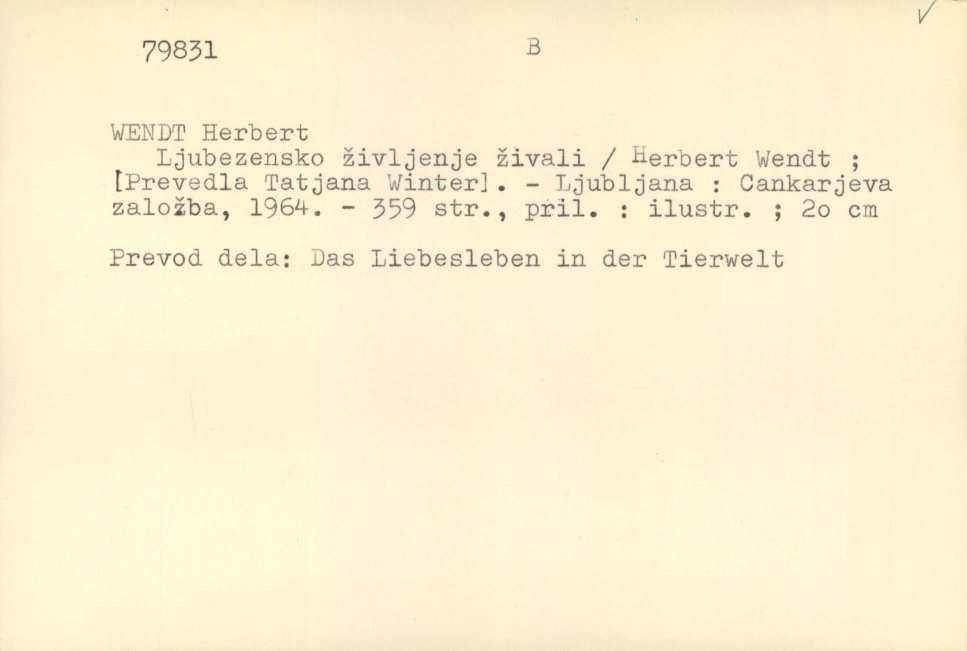 79831 B
WENDT Herbert
Ljubezensko življenje živali / Herbert Wendt ;
[Prevedla Tatjana Winter]. - Ljubljana : Cankarjeva
založba, 1964. - 359 str., pril. : ilustr. ; 2o cm
Prevod dela: Das Liebesleben in der Tierwelt